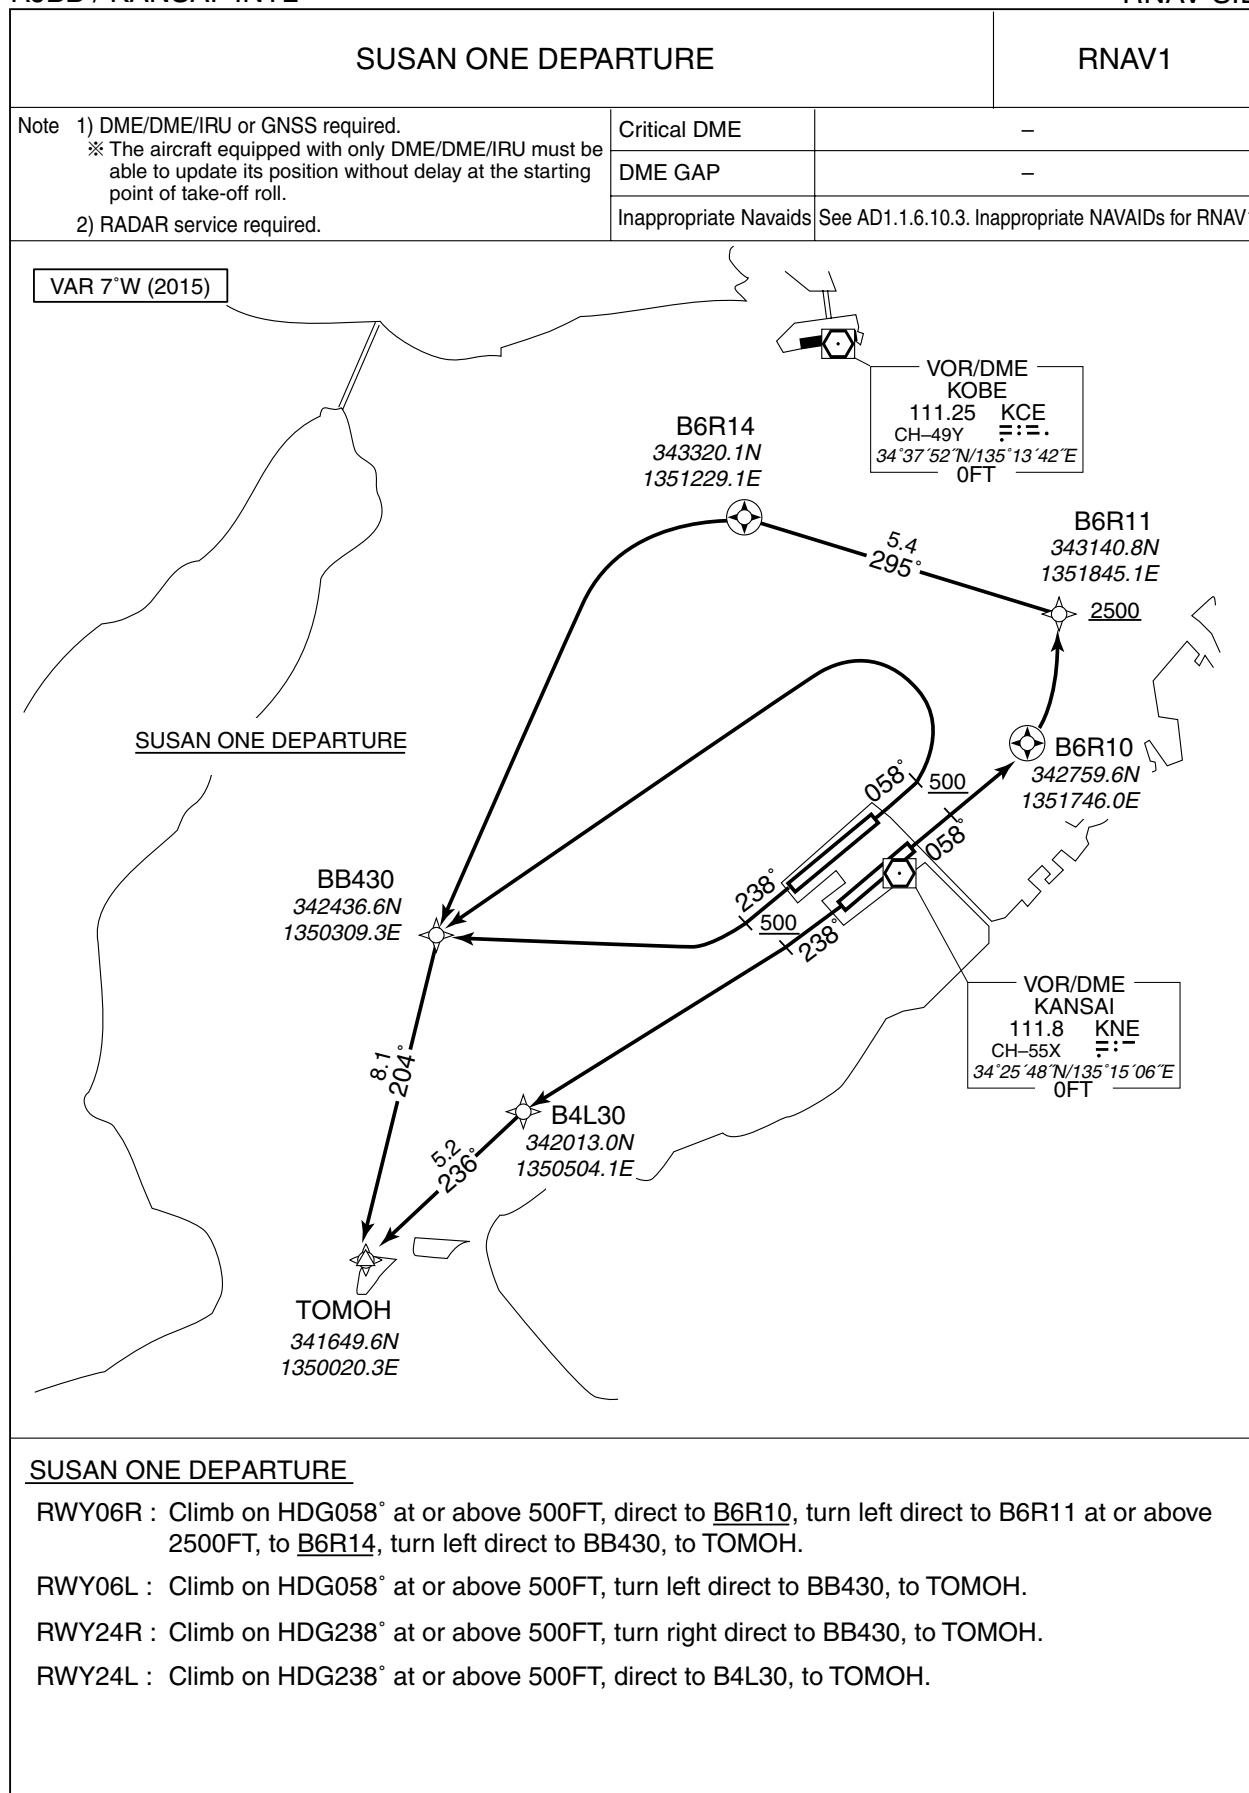 SUSAN ONE DEPARTURE
RNAV1
Note 1) DME/DME/IRU or GNSS required.
※ The aircraft equipped with only DME/DME/IRU must be
able to update its position without delay at the starting
point of take-off roll.
2) RADAR service required.
Critical DME –
DME GAP –
Inappropriate Navaids See AD1.1.6.10.3. Inappropriate NAVAIDs for RNAV1
VAR 7˚W (2015)
VOR/DME
KOBE
111.25 KCE
CH–49Y
34˚37´52˝N/135˚13´42˝E
0FT
B6R14
343320.1N
1351229.1E
B6R11
343140.8N
1351845.1E
2500
5.4
295˚
SUSAN ONE DEPARTURE
B6R10
342759.6N
1351746.0E
058˚
500
058˚
BB430
342436.6N
1350309.3E
238˚
500
238˚
VOR/DME
KANSAI
111.8 KNE
CH–55X
34˚25´48˝N/135˚15´06˝E
0FT
8.1
204˚
B4L30
342013.0N
1350504.1E
5.2
236˚
TOMOH
341649.6N
1350020.3E
SUSAN ONE DEPARTURE
RWY06R : Climb on HDG058˚ at or above 500FT, direct to B6R10, turn left direct to B6R11 at or above
2500FT, to B6R14, turn left direct to BB430, to TOMOH.
RWY06L : Climb on HDG058˚ at or above 500FT, turn left direct to BB430, to TOMOH.
RWY24R : Climb on HDG238˚ at or above 500FT, turn right direct to BB430, to TOMOH.
RWY24L : Climb on HDG238˚ at or above 500FT, direct to B4L30, to TOMOH.